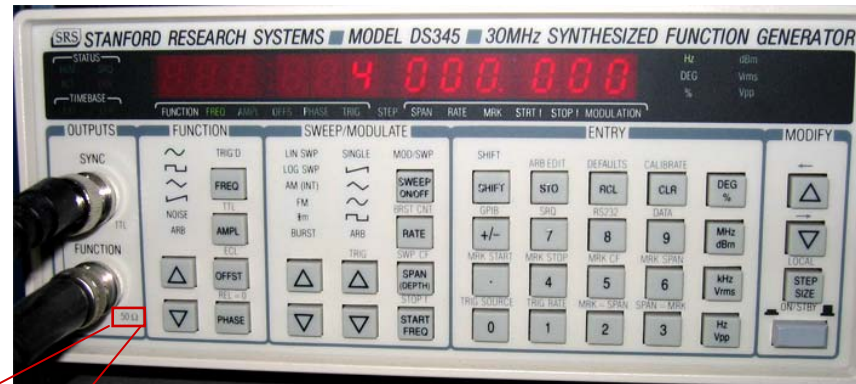 SRS STANFORD RESEARCH SYSTEMS MODEL DS345 30MHz SYNTHESIZED FUNCTION GENERATOR
STATUS
TIMEBASE
4 000. 000
Hz dBm
DEG Vrms
% Vpp
FUNCTION FREQ AMPL OFFS PHASE TRIG STEP SPAN RATE MRK STRT f STOP f MODULATION
OUTPUTS
SYNC
TTL
FUNCTION
50 Ω
FUNCTION
NOISE
ARB
TRIG'D
FREQ
TTL
AMPL
ECL
OFFST
REL = 0
PHASE
SWEEP/MODULATE
LIN SWP
LOG SWP
AM (INT)
FM
BURST
SINGLE
ARB
TRIG
MOD/SWP
SWEEP ON/OFF
BRST CNT
RATE
SWP CF
SPAN (DEPTH)
STOP f
START FREQ
ENTRY
SHIFT ARB EDIT DEFAULTS CALIBRATE
SHIFT STO RCL CLR DEG %
GPIB SRQ RS232 DATA
+/− 7 8 9 MHz dBm
MRK START MRK STOP MRK CF MRK SPAN
. 4 5 6 kHz Vrms
TRIG SOURCE TRIG RATE MRK = SPAN SPAN = MRK
0 1 2 3 Hz Vpp
MODIFY
LOCAL
STEP SIZE
ON/STBY